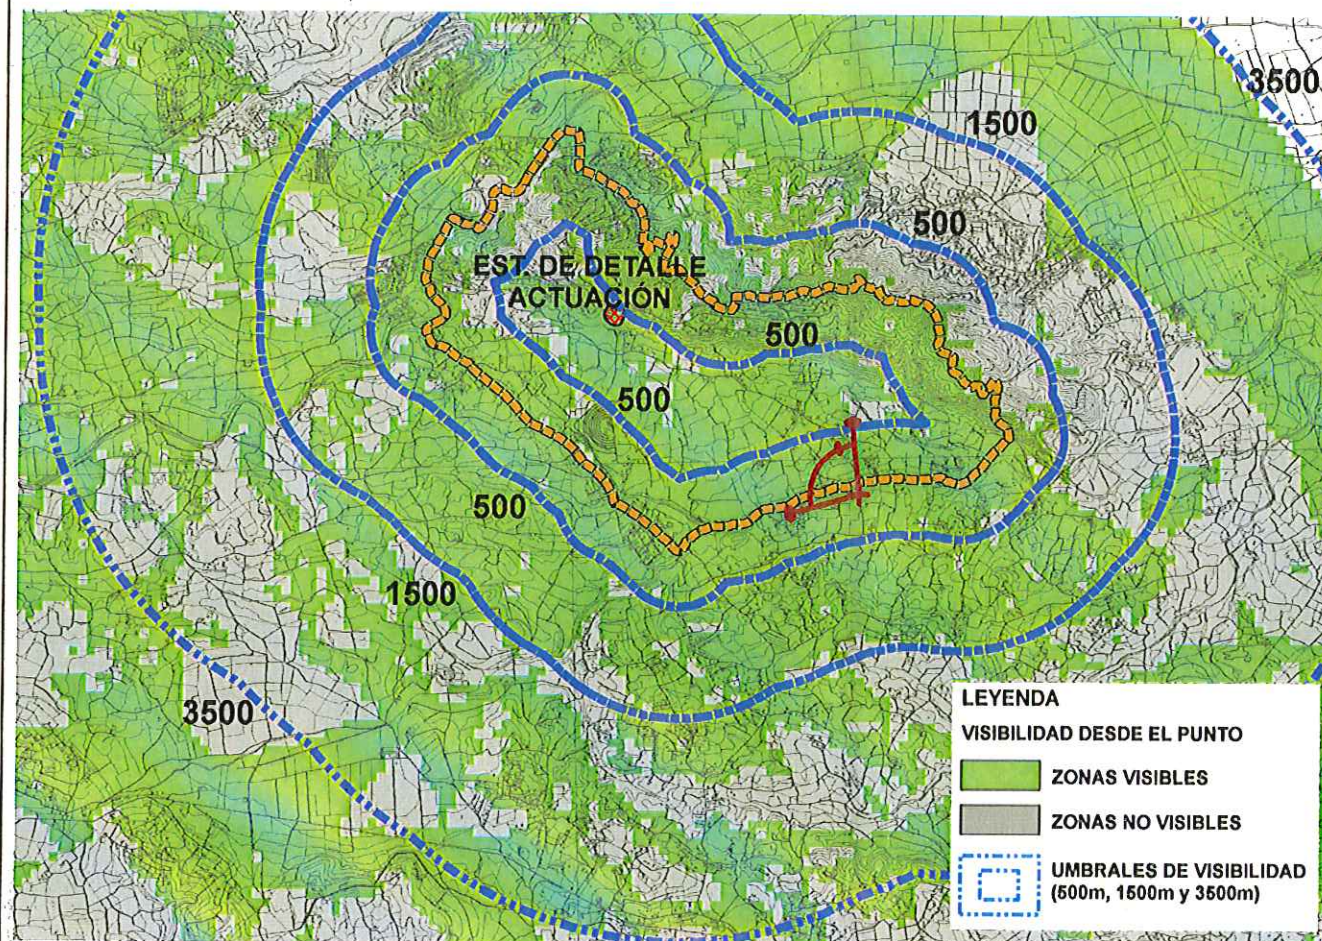 3500
1500
500
EST. DE DETALLE
ACTUACIÓN
500
500
500
1500
3500
LEYENDA
VISIBILIDAD DESDE EL PUNTO
ZONAS VISIBLES
ZONAS NO VISIBLES
UMBRALES DE VISIBILIDAD
(500m, 1500m y 3500m)